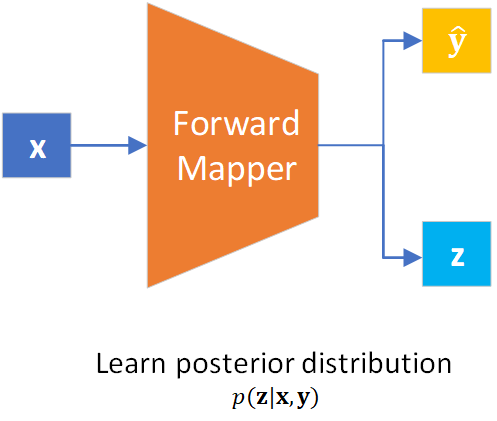 ŷ
x
Forward
Mapper
z
Learn posterior distribution
p(z|x,y)